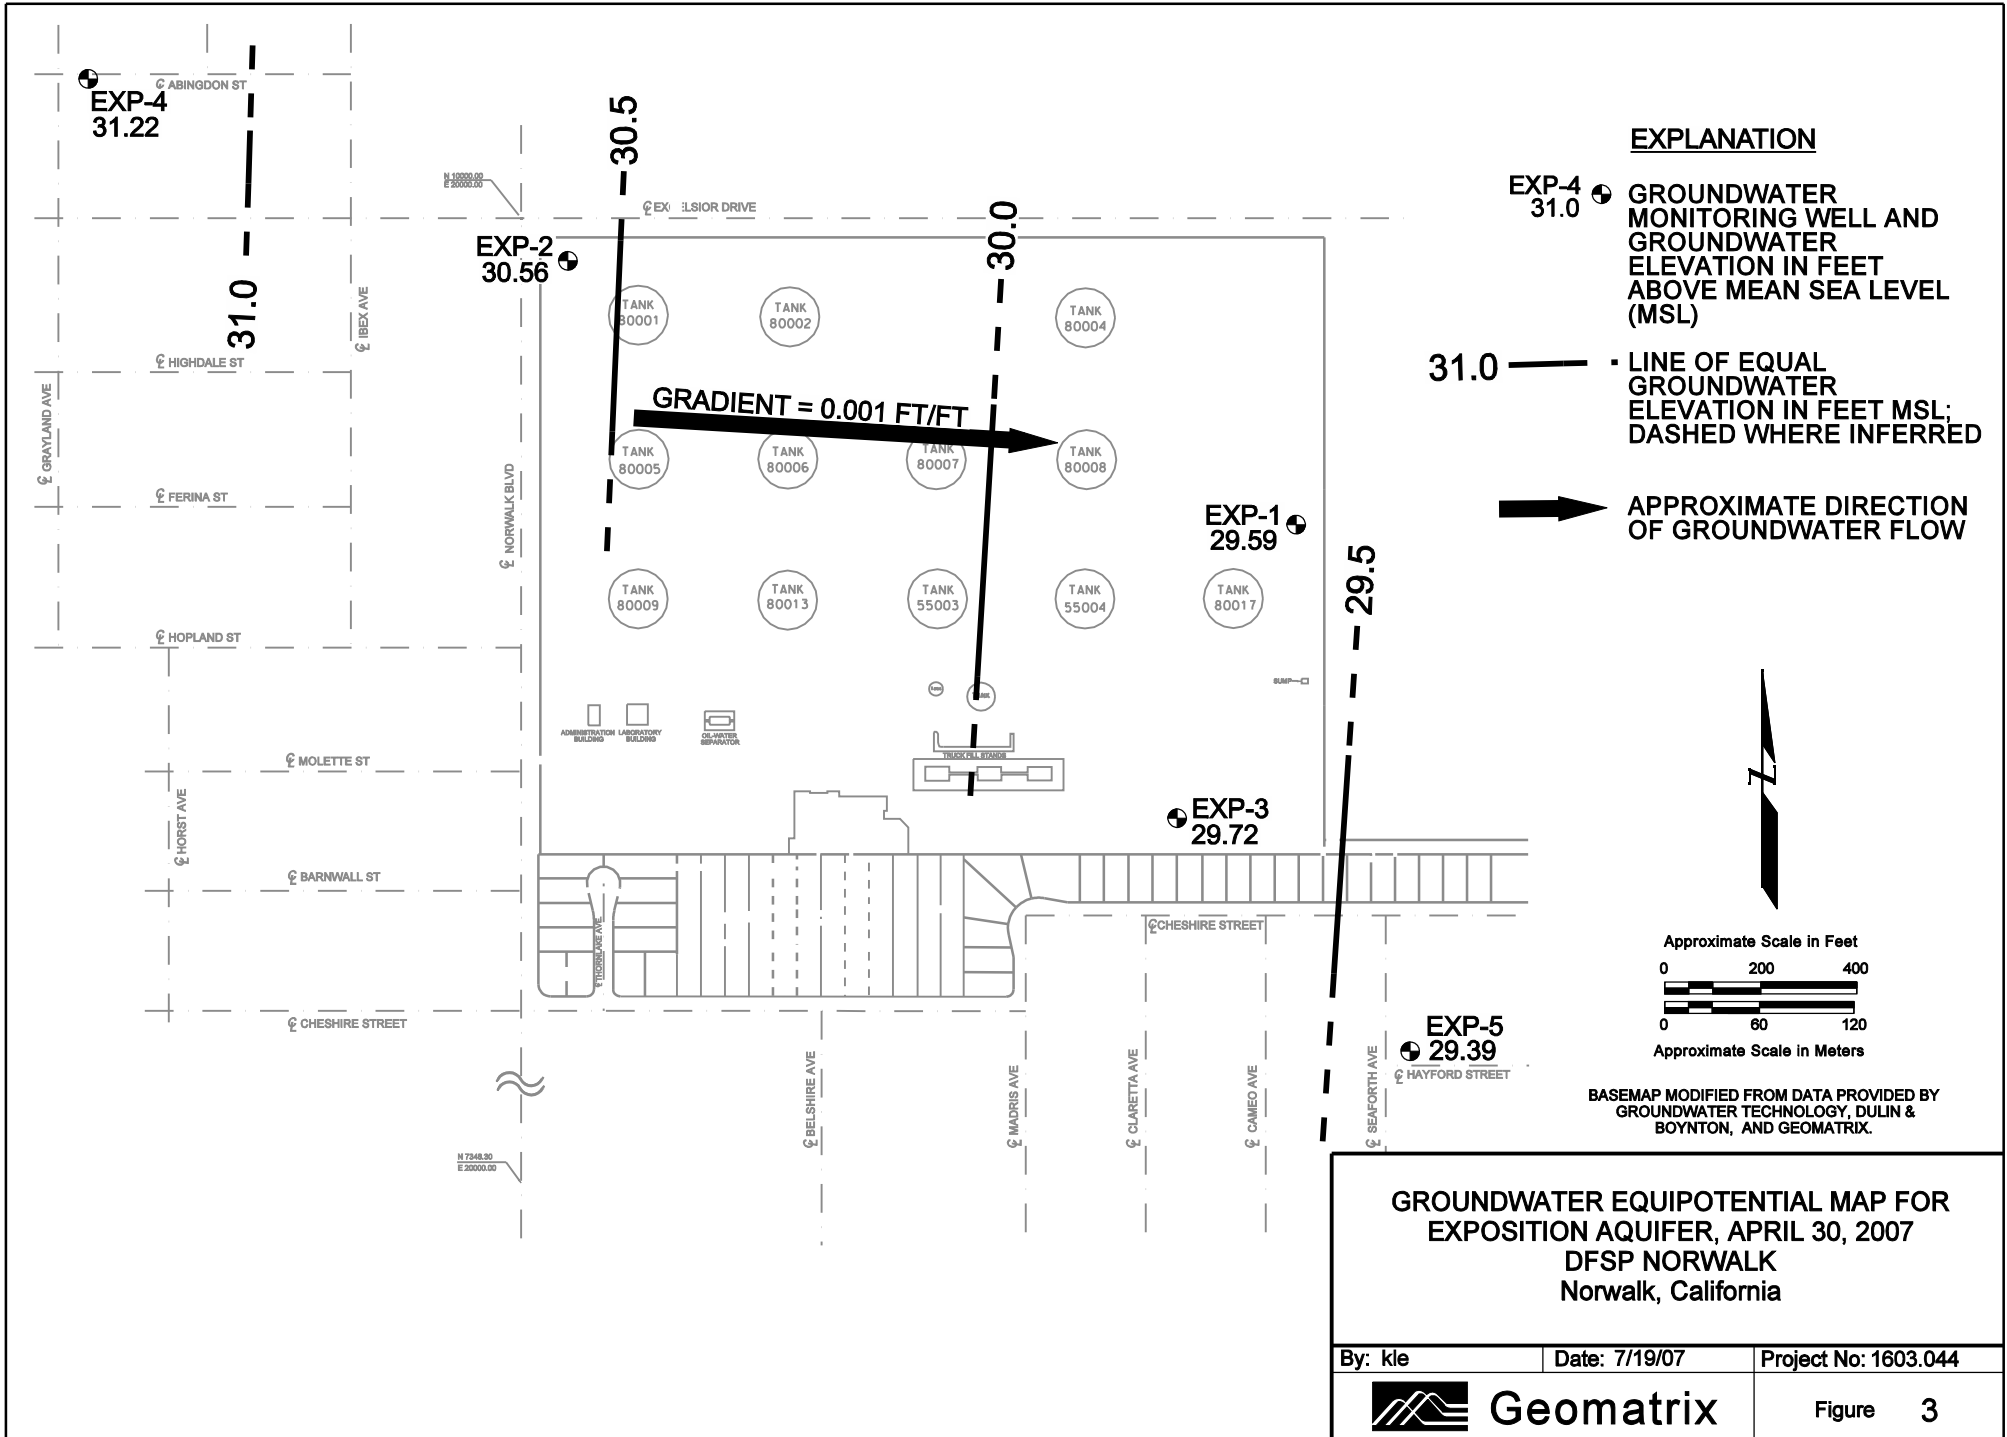 EXP-4
31.22
℄ ABINGDON ST
31.0
30.5
N 10000.00
E 20000.00
EXP-2
30.56
30.0
℄ IBEX AVE
℄ HIGHDALE ST
℄ GRAYLAND AVE
℄ FERINA ST
℄ NORWALK BLVD
℄ HOPLAND ST
TANK
80001
TANK
80002
TANK
80004
GRADIENT = 0.001 FT/FT
TANK
80005
TANK
80006
TANK
80007
TANK
80008
EXP-1
29.59
29.5
TANK
80009
TANK
80013
TANK
55003
TANK
55004
TANK
80017
SUMP
TANK
ADMINISTRATION
BUILDING
LABORATORY
BUILDING
OIL-WATER
SEPARATOR
TRUCK FILL STANDS
℄ MOLETTE ST
℄ HORST AVE
℄ BARNWALL ST
EXP-3
29.72
℄ THORNLAKE AVE
℄ CHESHIRE STREET
℄ CHESHIRE STREET
N 7348.30
E 20000.00
℄ BELSHIRE AVE
℄ MADRIS AVE
℄ CLARETTA AVE
℄ CAMEO AVE
℄ SEAFORTH AVE
EXP-5
29.39
℄ HAYFORD STREET
EXPLANATION
EXP-4
31.0
GROUNDWATER
MONITORING WELL AND
GROUNDWATER
ELEVATION IN FEET
ABOVE MEAN SEA LEVEL
(MSL)
31.0
LINE OF EQUAL
GROUNDWATER
ELEVATION IN FEET MSL;
DASHED WHERE INFERRED
APPROXIMATE DIRECTION
OF GROUNDWATER FLOW
Z
Approximate Scale in Feet
0 200 400
0 60 120
Approximate Scale in Meters
BASEMAP MODIFIED FROM DATA PROVIDED BY
GROUNDWATER TECHNOLOGY, DULIN &
BOYNTON, AND GEOMATRIX.
GROUNDWATER EQUIPOTENTIAL MAP FOR
EXPOSITION AQUIFER, APRIL 30, 2007
DFSP NORWALK
Norwalk, California
By: kle
Date: 7/19/07
Project No: 1603.044
Geomatrix
Figure 3